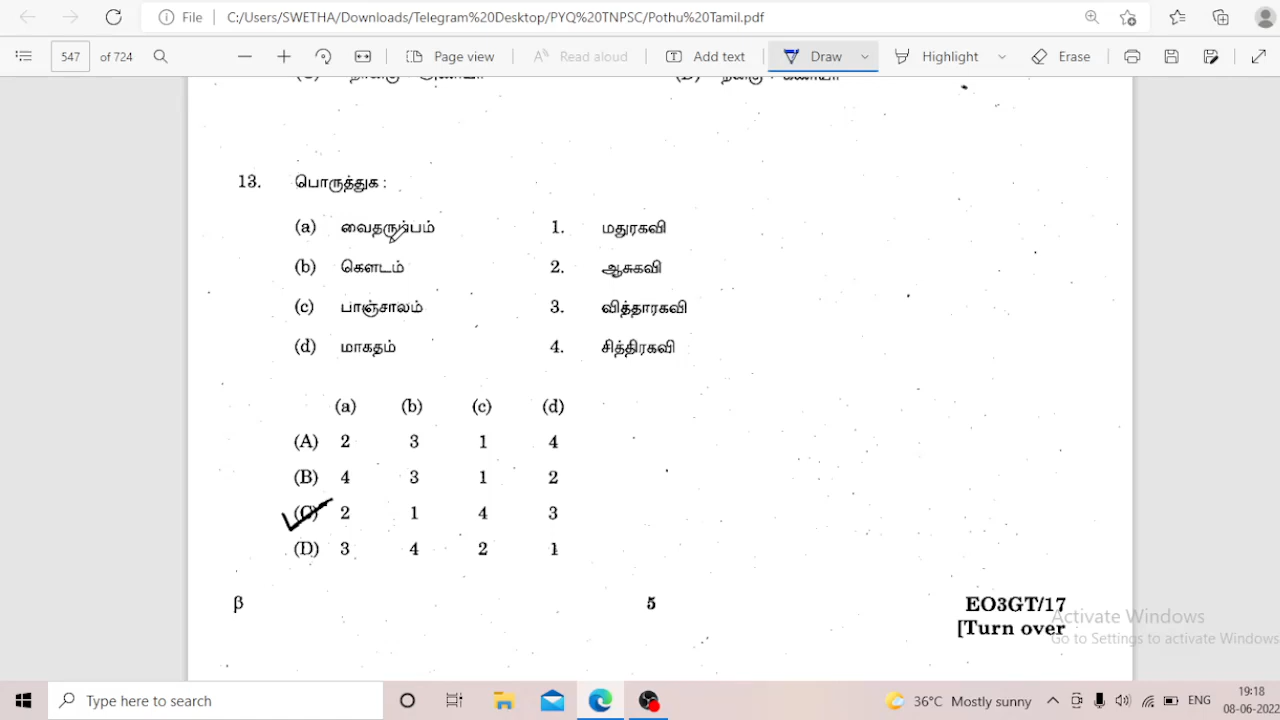 File C:/Users/SWETHA/Downloads/Telegram%20Desktop/PYQ%20TNPSC/Pothu%20Tamil.pdf
547 of 724 Page view Read aloud Add text Draw Highlight Erase
13. பொருத்துக :
(a) வைதருப்பம் 1. மதுரகவி
(b) கௌடம் 2. ஆசுகவி
(c) பாஞ்சாலம் 3. வித்தாரகவி
(d) மாகதம் 4. சித்திரகவி
(a) (b) (c) (d)
(A) 2 3 1 4
(B) 4 3 1 2
(C) 2 1 4 3
(D) 3 4 2 1
β 5 EO3GT/17
[Turn over
Activate Windows
Go to Settings to activate Windows
Type here to search 36°C Mostly sunny ENG 19:18
08-06-2022